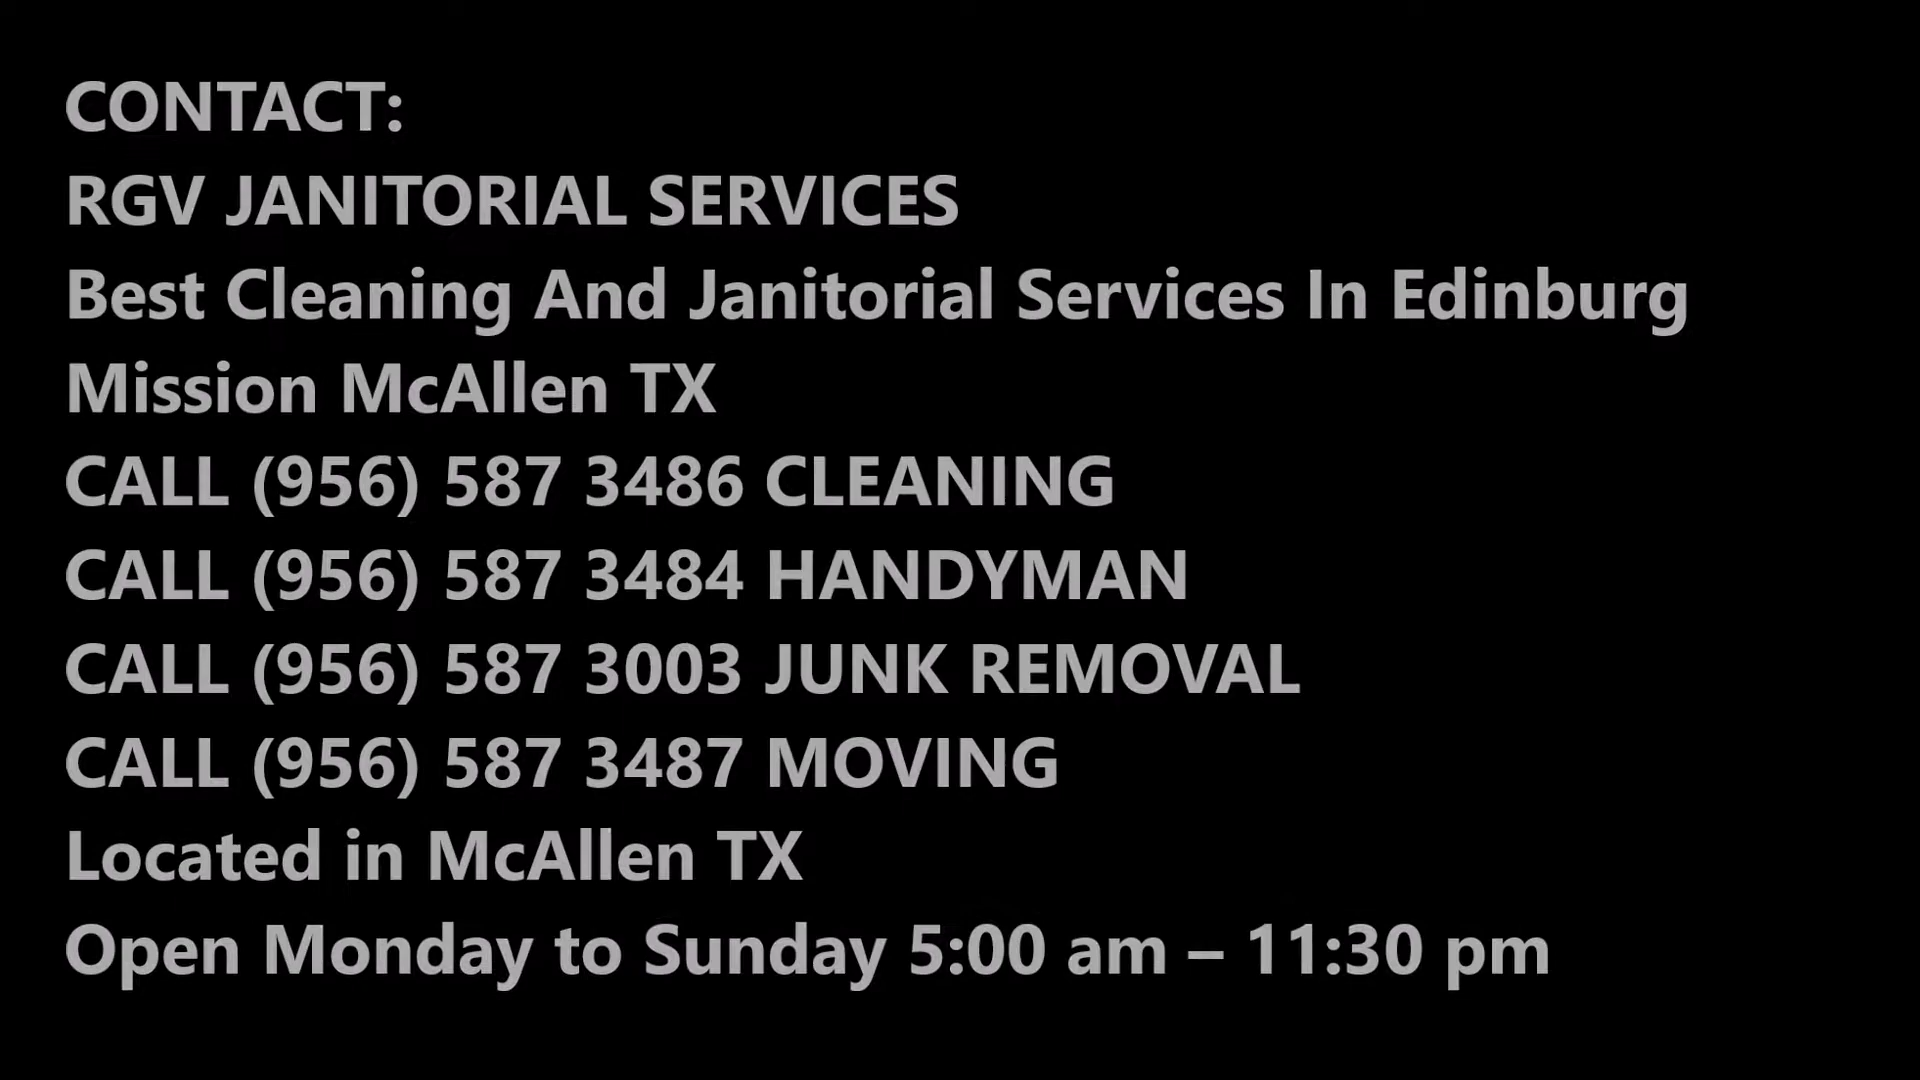 CONTACT:
RGV JANITORIAL SERVICES
Best Cleaning And Janitorial Services In Edinburg
Mission McAllen TX
CALL (956) 587 3486 CLEANING
CALL (956) 587 3484 HANDYMAN
CALL (956) 587 3003 JUNK REMOVAL
CALL (956) 587 3487 MOVING
Located in McAllen TX
Open Monday to Sunday 5:00 am – 11:30 pm